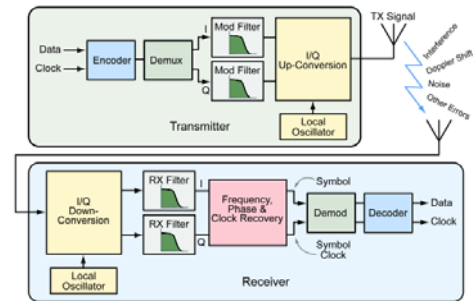 TX Signal
Data
Clock
Encoder
Demux
I
Q
Mod Filter
Mod Filter
I/Q
Up-Conversion
Local
Oscillator
Transmitter
Interference
Doppler Shift
Noise
Other Errors
I/Q
Down-
Conversion
Local
Oscillator
RX Filter
RX Filter
I
Q
Frequency,
Phase &
Clock Recovery
Symbol
Symbol
Clock
Demod
Decoder
Data
Clock
Receiver